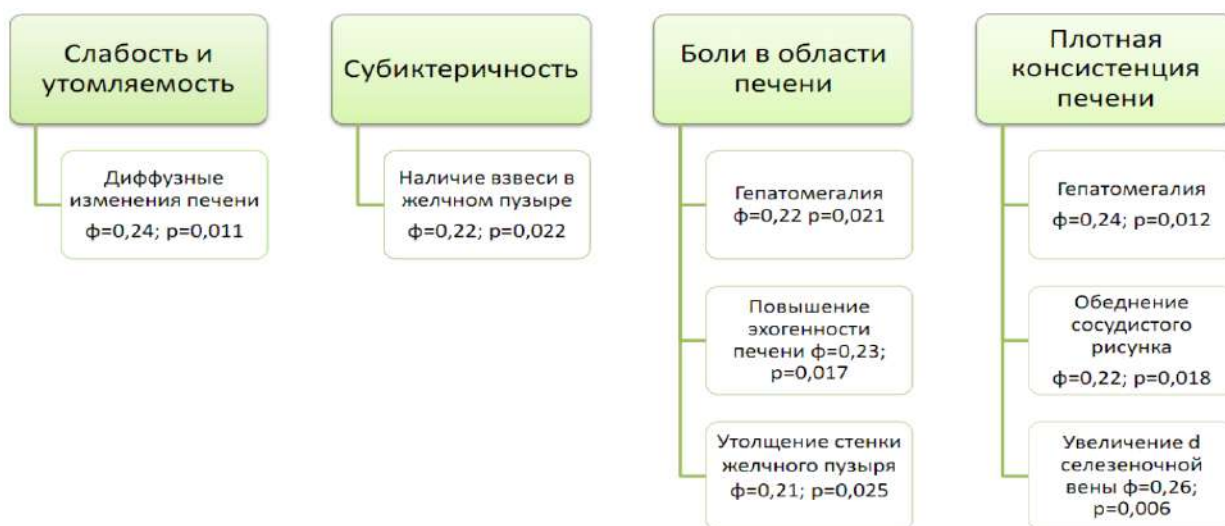 Слабость и
утомляемость
Диффузные
изменения печени
ф=0,24; p=0,011
Субиктеричность
Наличие взвеси в
желчном пузыре
ф=0,22; p=0,022
Боли в области
печени
Гепатомегалия
ф=0,22 p=0,021
Повышение
эхогенности
печени ф=0,23;
p=0,017
Утолщение стенки
желчного пузыря
ф=0,21; p=0,025
Плотная
консистенция
печени
Гепатомегалия
ф=0,24; p=0,012
Обеднение
сосудистого
рисунка
ф=0,22; p=0,018
Увеличение d
селезеночной
вены ф=0,26;
p=0,006